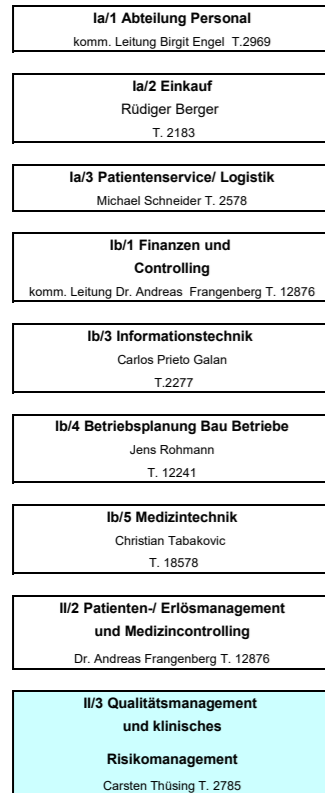 Ia/1 Abteilung Personal
komm. Leitung Birgit Engel T.2969
Ia/2 Einkauf
Rüdiger Berger
T. 2183
Ia/3 Patientenservice/ Logistik
Michael Schneider T. 2578
Ib/1 Finanzen und
Controlling
komm. Leitung Dr. Andreas Frangenberg T. 12876
Ib/3 Informationstechnik
Carlos Prieto Galan
T.2277
Ib/4 Betriebsplanung Bau Betriebe
Jens Rohmann
T. 12241
Ib/5 Medizintechnik
Christian Tabakovic
T. 18578
II/2 Patienten-/ Erlösmanagement
und Medizincontrolling
Dr. Andreas Frangenberg T. 12876
II/3 Qualitätsmanagement
und klinisches
Risikomanagement
Carsten Thüsing T. 2785